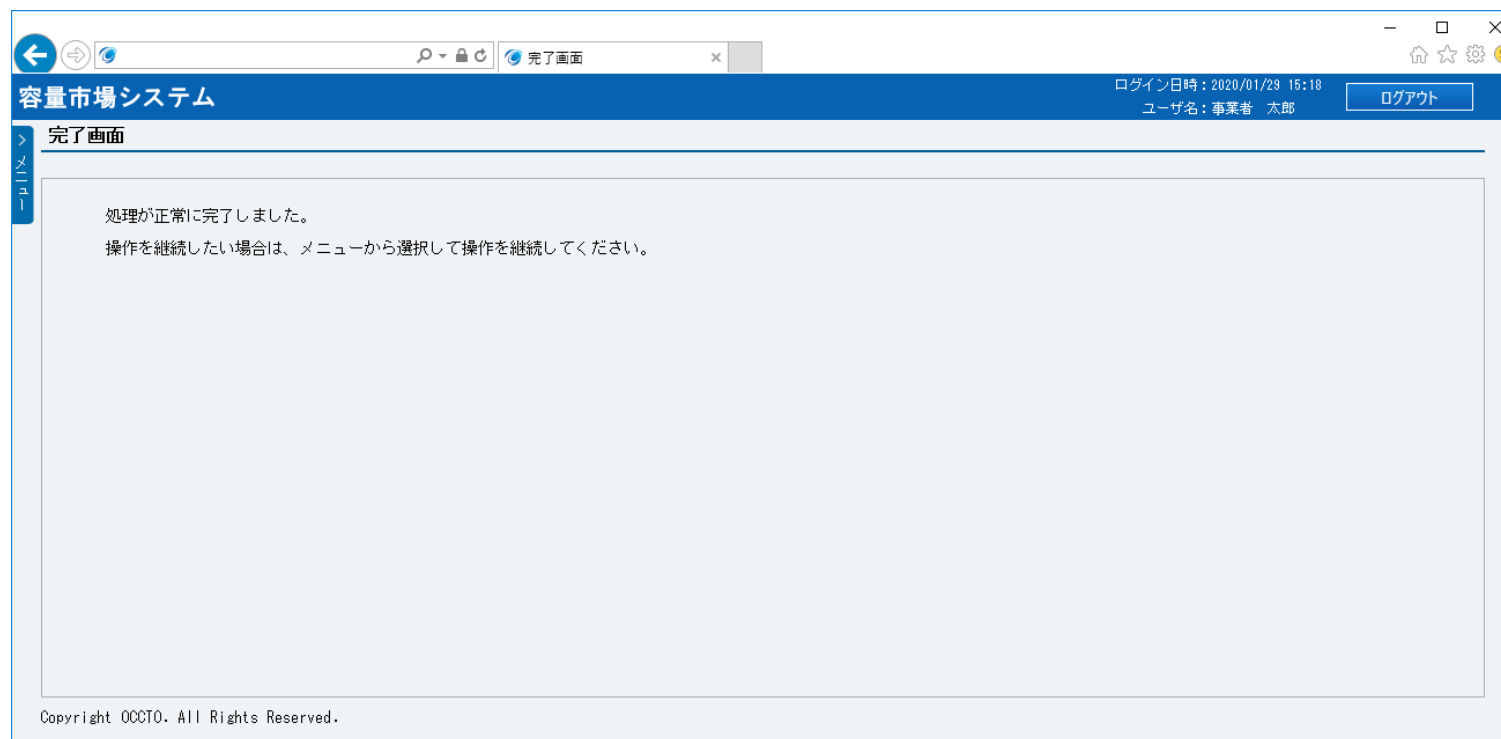 完了画面
容量市場システム
ログイン日時：2020/01/29 15:18
ユーザ名：事業者　太郎
ログアウト
完了画面
メニュー
処理が正常に完了しました。
操作を継続したい場合は、メニューから選択して操作を継続してください。
Copyright OCCTO. All Rights Reserved.